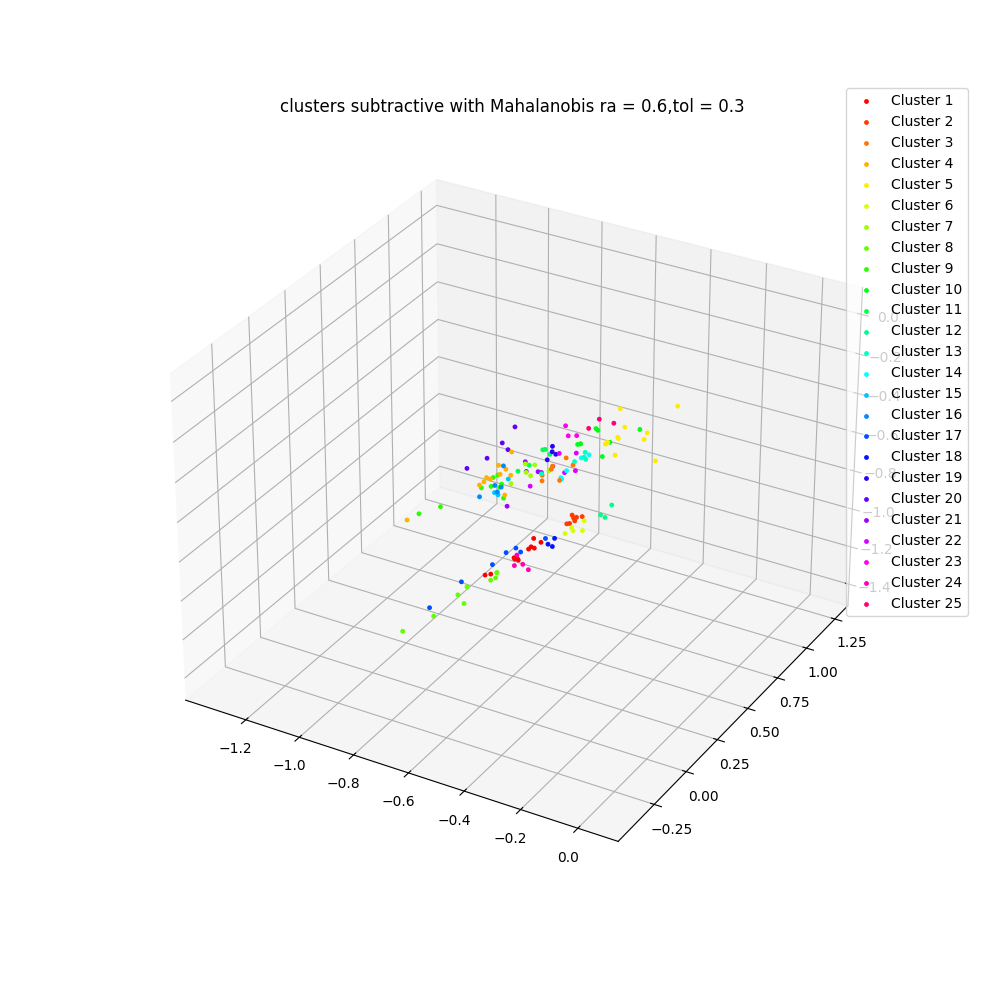 clusters subtractive with Mahalanobis ra = 0.6,tol = 0.3
Cluster 1
Cluster 2
Cluster 3
Cluster 4
Cluster 5
Cluster 6
Cluster 7
Cluster 8
Cluster 9
Cluster 10
Cluster 11
Cluster 12
Cluster 13
Cluster 14
Cluster 15
Cluster 16
Cluster 17
Cluster 18
Cluster 19
Cluster 20
Cluster 21
Cluster 22
Cluster 23
Cluster 24
Cluster 25
0.0
−0.2
−0.6
−0.8
−1.0
−1.2
−1.4
1.25
1.00
0.75
0.50
0.25
0.00
−0.25
−1.2
−1.0
−0.8
−0.6
−0.4
−0.2
0.0